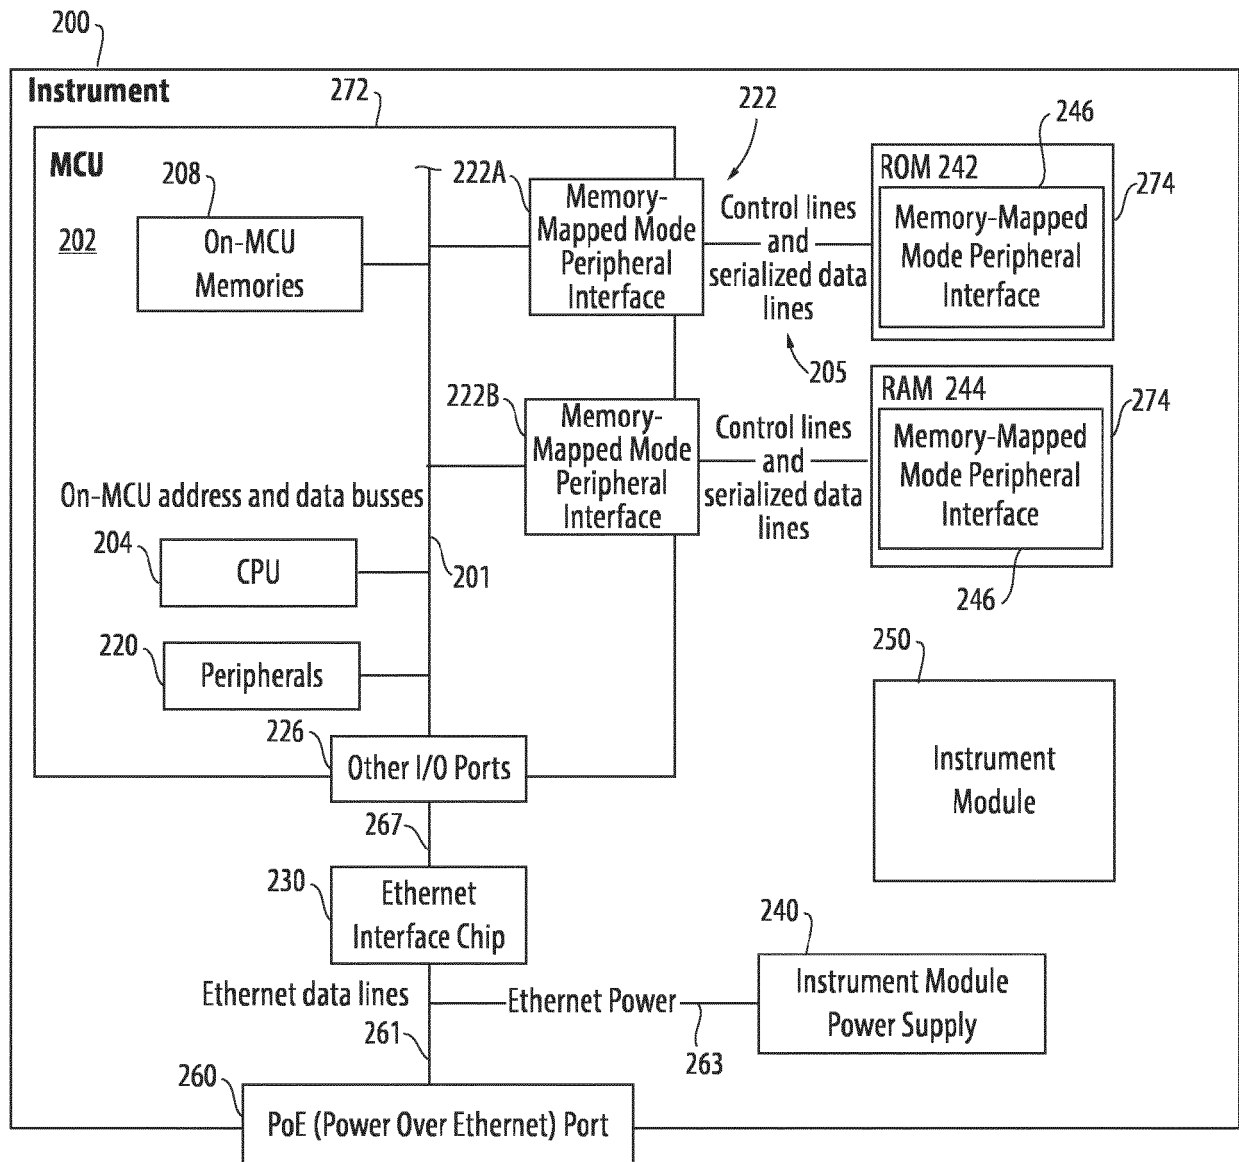 200
Instrument
272
MCU
202
208
On-MCU
Memories
222A
Memory-
Mapped Mode
Peripheral
Interface
222
Control lines
and
serialized data
lines
205
246
ROM 242
274
Memory-Mapped
Mode Peripheral
Interface
222B
Memory-
Mapped Mode
Peripheral
Interface
Control lines
and
serialized data
lines
RAM 244
274
Memory-Mapped
Mode Peripheral
Interface
246
On-MCU address and data busses
204
CPU
201
220
Peripherals
226
Other I/O Ports
250
Instrument
Module
267
230
Ethernet
Interface Chip
240
Instrument Module
Power Supply
Ethernet data lines
Ethernet Power
261
263
260
PoE (Power Over Ethernet) Port